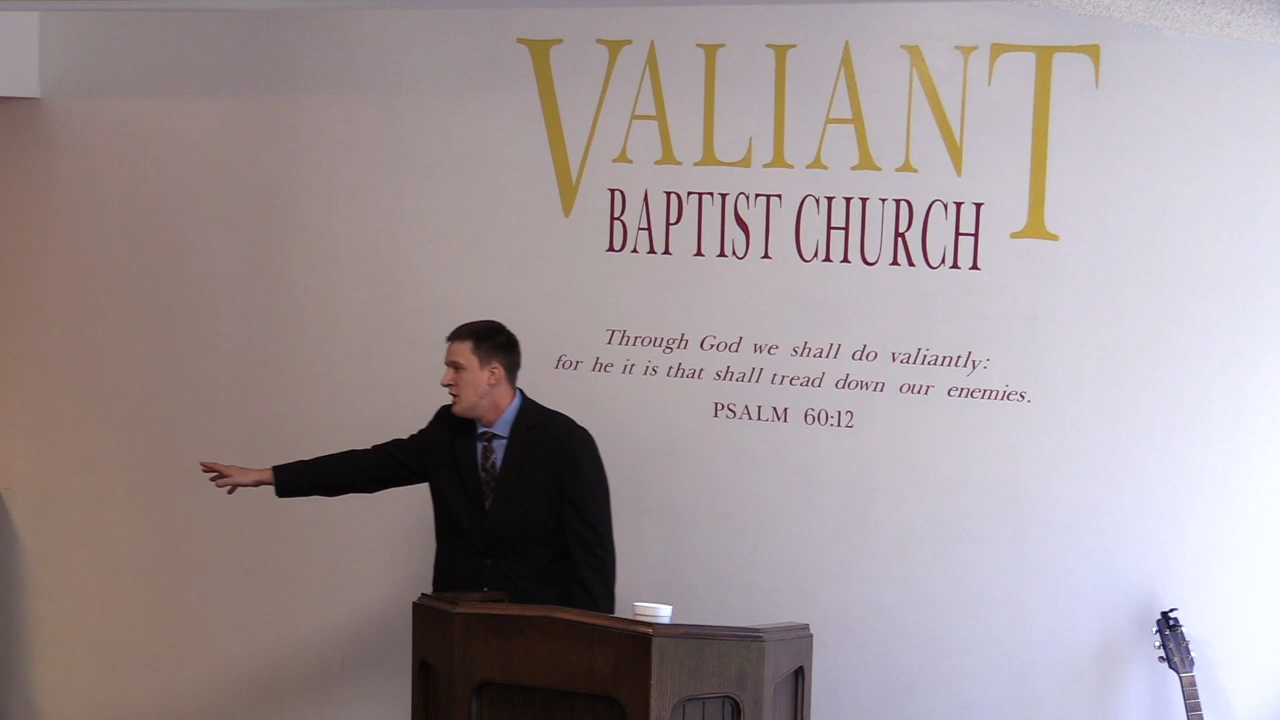 VALIANT
BAPTIST CHURCH
Through God we shall do valiantly:
for he it is that shall tread down our enemies.
PSALM 60:12